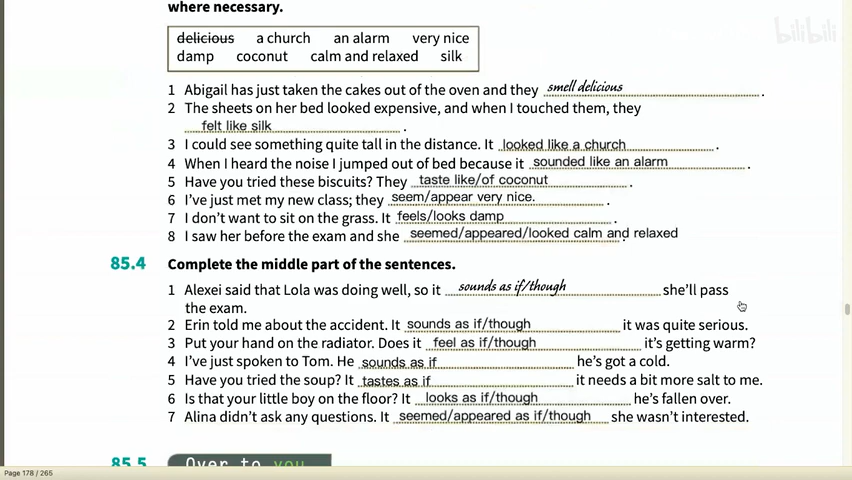 where necessary.
bilibili
delicious a church an alarm very nice
damp coconut calm and relaxed silk
1 Abigail has just taken the cakes out of the oven and they smell delicious .
2 The sheets on her bed looked expensive, and when I touched them, they
felt like silk .
3 I could see something quite tall in the distance. It looked like a church .
4 When I heard the noise I jumped out of bed because it sounded like an alarm .
5 Have you tried these biscuits? They taste like/of coconut .
6 I've just met my new class; they seem/appear very nice. .
7 I don't want to sit on the grass. It feels/looks damp .
8 I saw her before the exam and she seemed/appeared/looked calm and relaxed .
85.4 Complete the middle part of the sentences.
1 Alexei said that Lola was doing well, so it sounds as if/though she'll pass
the exam.
2 Erin told me about the accident. It sounds as if/though it was quite serious.
3 Put your hand on the radiator. Does it feel as if/though it's getting warm?
4 I've just spoken to Tom. He sounds as if he's got a cold.
5 Have you tried the soup? It tastes as if it needs a bit more salt to me.
6 Is that your little boy on the floor? It looks as if/though he's fallen over.
7 Alina didn't ask any questions. It seemed/appeared as if/though she wasn't interested.
85.5 Over to you
Page 178 / 265